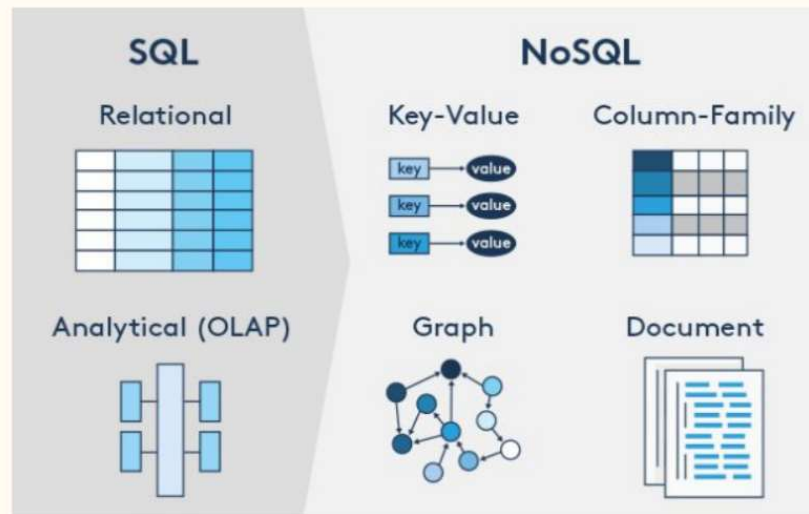 SQL
Relational
Analytical (OLAP)
NoSQL
Key-Value
key value
key value
key value
Column-Family
Graph
Document